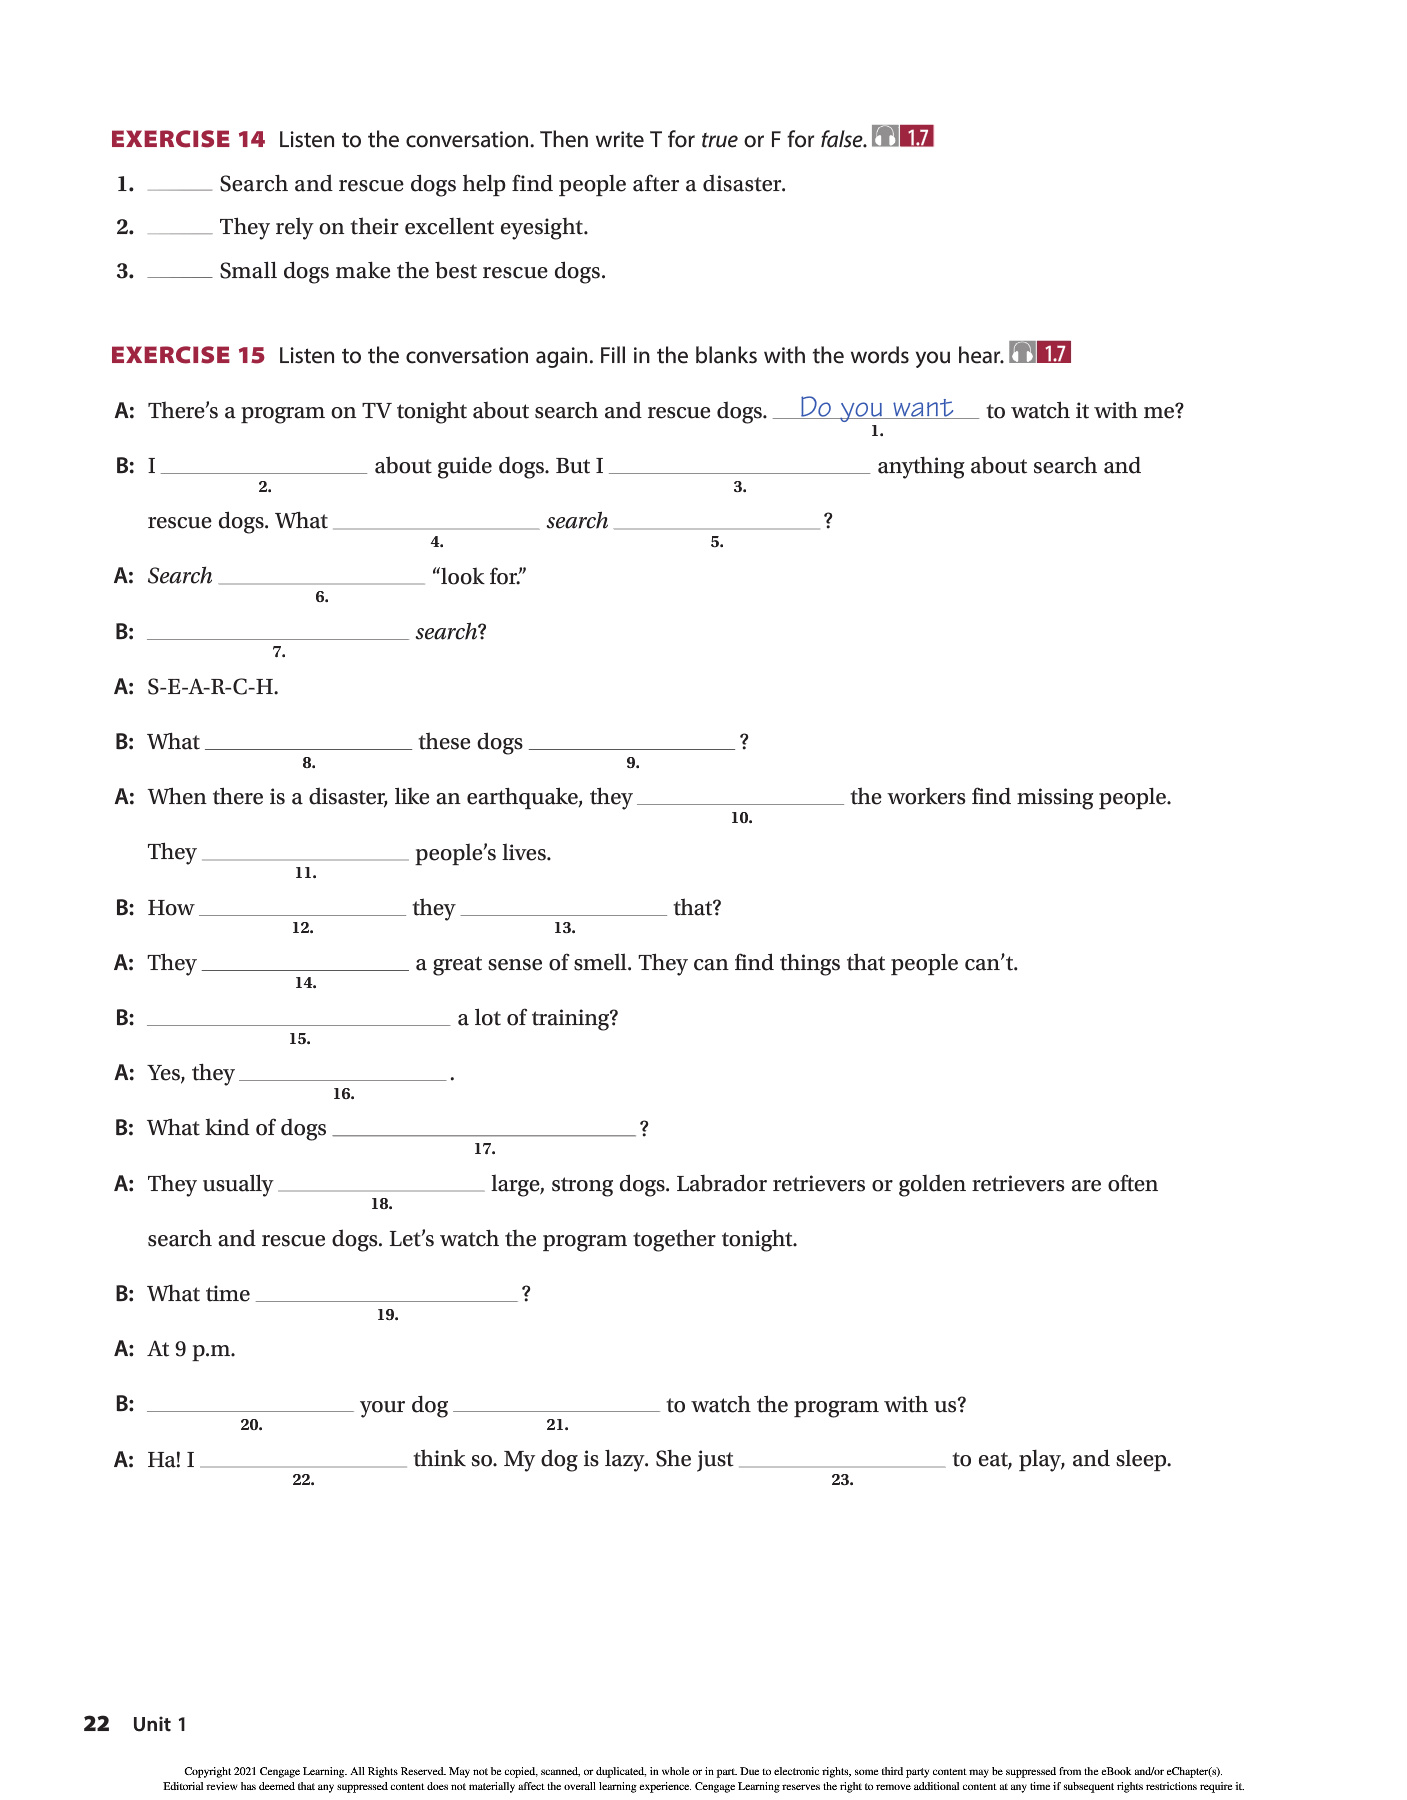 EXERCISE 14 Listen to the conversation. Then write T for true or F for false. 1.7
1. ______ Search and rescue dogs help find people after a disaster.
2. ______ They rely on their excellent eyesight.
3. ______ Small dogs make the best rescue dogs.
EXERCISE 15 Listen to the conversation again. Fill in the blanks with the words you hear. 1.7
A: There's a program on TV tonight about search and rescue dogs. Do you want to watch it with me?
1.
B: I ______ about guide dogs. But I ______ anything about search and
2. 3.
rescue dogs. What ______ search ______?
4. 5.
A: Search ______ “look for.”
6.
B: ______ search?
7.
A: S-E-A-R-C-H.
B: What ______ these dogs ______?
8. 9.
A: When there is a disaster, like an earthquake, they ______ the workers find missing people.
10.
They ______ people's lives.
11.
B: How ______ they ______ that?
12. 13.
A: They ______ a great sense of smell. They can find things that people can't.
14.
B: ______ a lot of training?
15.
A: Yes, they ______.
16.
B: What kind of dogs ______?
17.
A: They usually ______ large, strong dogs. Labrador retrievers or golden retrievers are often
18.
search and rescue dogs. Let's watch the program together tonight.
B: What time ______?
19.
A: At 9 p.m.
B: ______ your dog ______ to watch the program with us?
20. 21.
A: Ha! I ______ think so. My dog is lazy. She just ______ to eat, play, and sleep.
22. 23.
22 Unit 1
Copyright 2021 Cengage Learning. All Rights Reserved. May not be copied, scanned, or duplicated, in whole or in part. Due to electronic rights, some third party content may be suppressed from the eBook and/or eChapter(s).
Editorial review has deemed that any suppressed content does not materially affect the overall learning experience. Cengage Learning reserves the right to remove additional content at any time if subsequent rights restrictions require it.